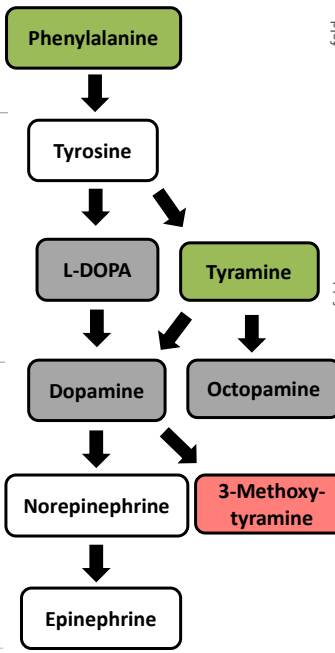 Phenylalanine
Tyrosine
L-DOPA
Tyramine
Dopamine
Octopamine
Norepinephrine
3-Methoxy-
tyramine
Epinephrine